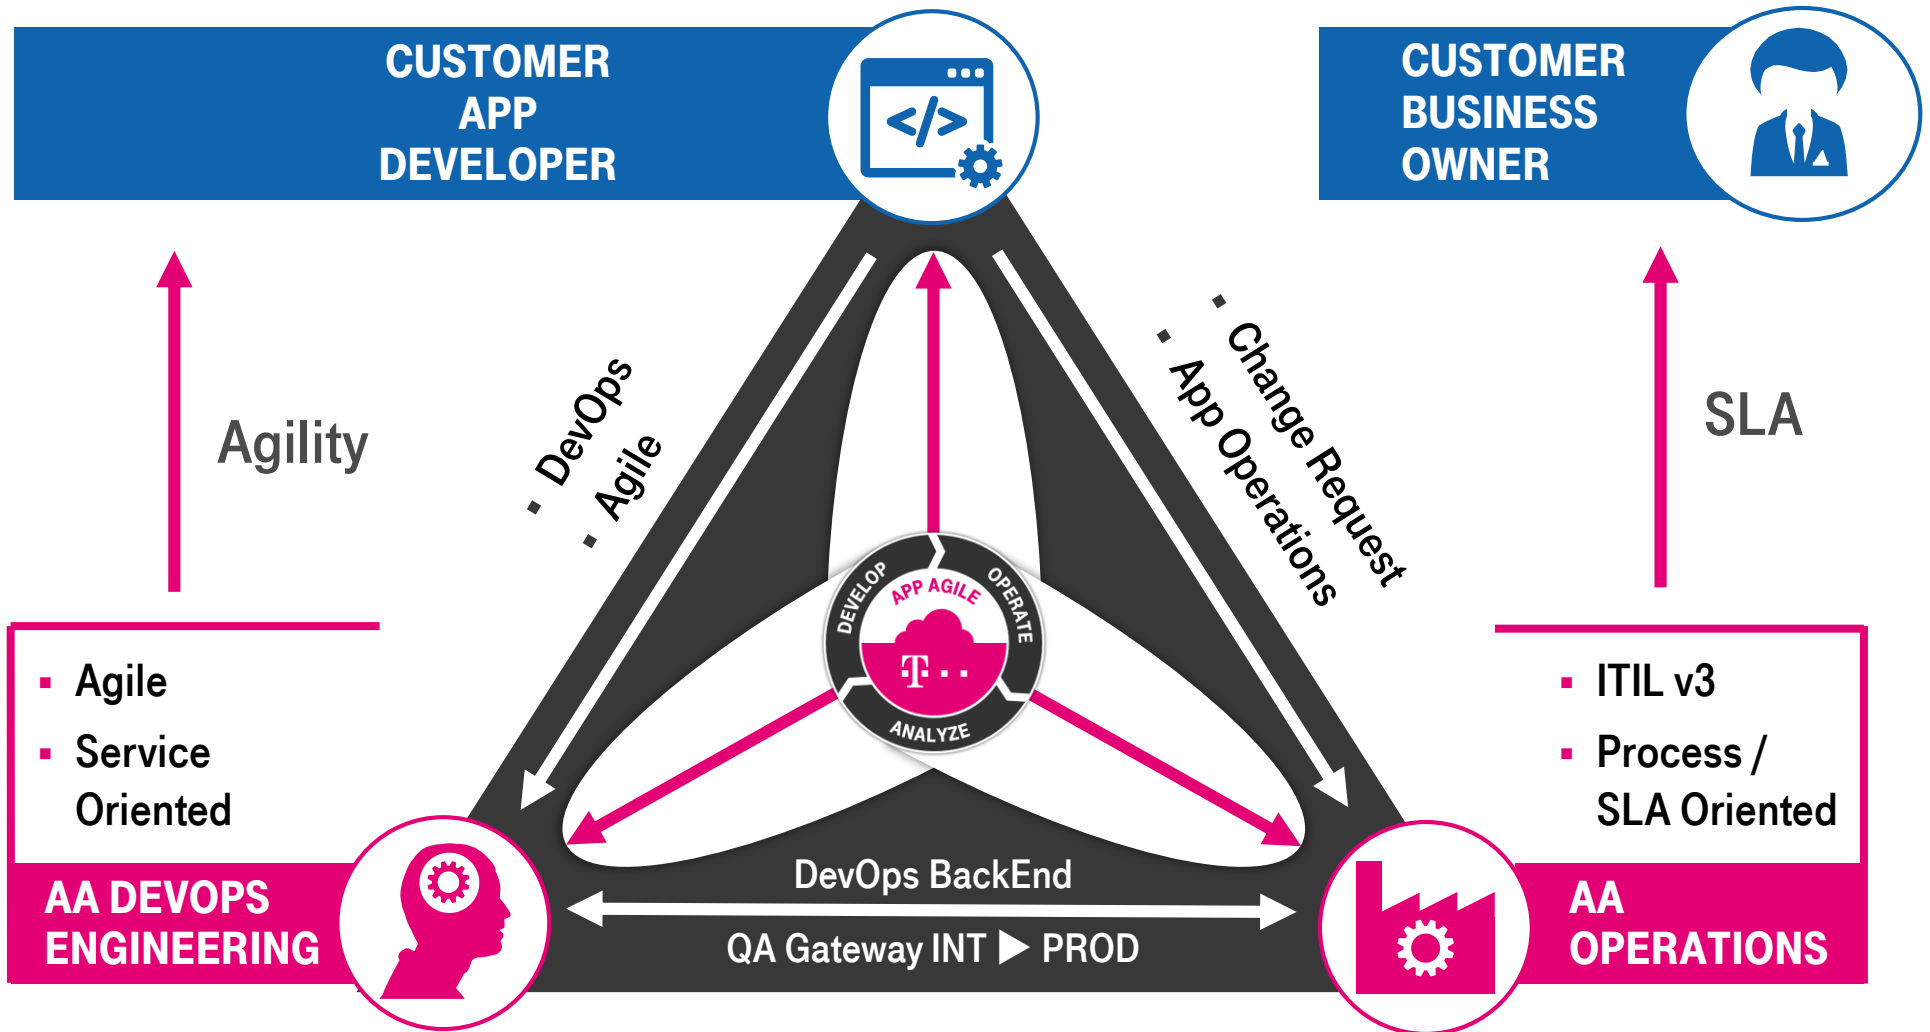 CUSTOMER
APP
DEVELOPER
</>
CUSTOMER
BUSINESS
OWNER
Agility
▪ DevOps
▪ Agile
▪ Change Request
▪ App Operations
SLA
DEVELOP
OPERATE
ANALYZE
APP AGILE
T··
▪ Agile
▪ Service
Oriented
▪ ITIL v3
▪ Process /
SLA Oriented
AA DEVOPS
ENGINEERING
DevOps BackEnd
QA Gateway INT ▶ PROD
AA
OPERATIONS